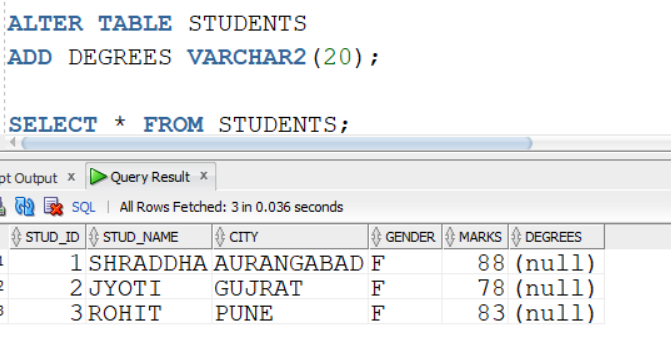 ALTER TABLE STUDENTS
ADD DEGREES VARCHAR2(20);
SELECT * FROM STUDENTS;
pt Output x Query Result x
SQL | All Rows Fetched: 3 in 0.036 seconds
STUD_ID STUD_NAME CITY GENDER MARKS DEGREES
1 1 SHRADDHA AURANGABAD F 88 (null)
2 2 JYOTI GUJRAT F 78 (null)
3 3 ROHIT PUNE F 83 (null)